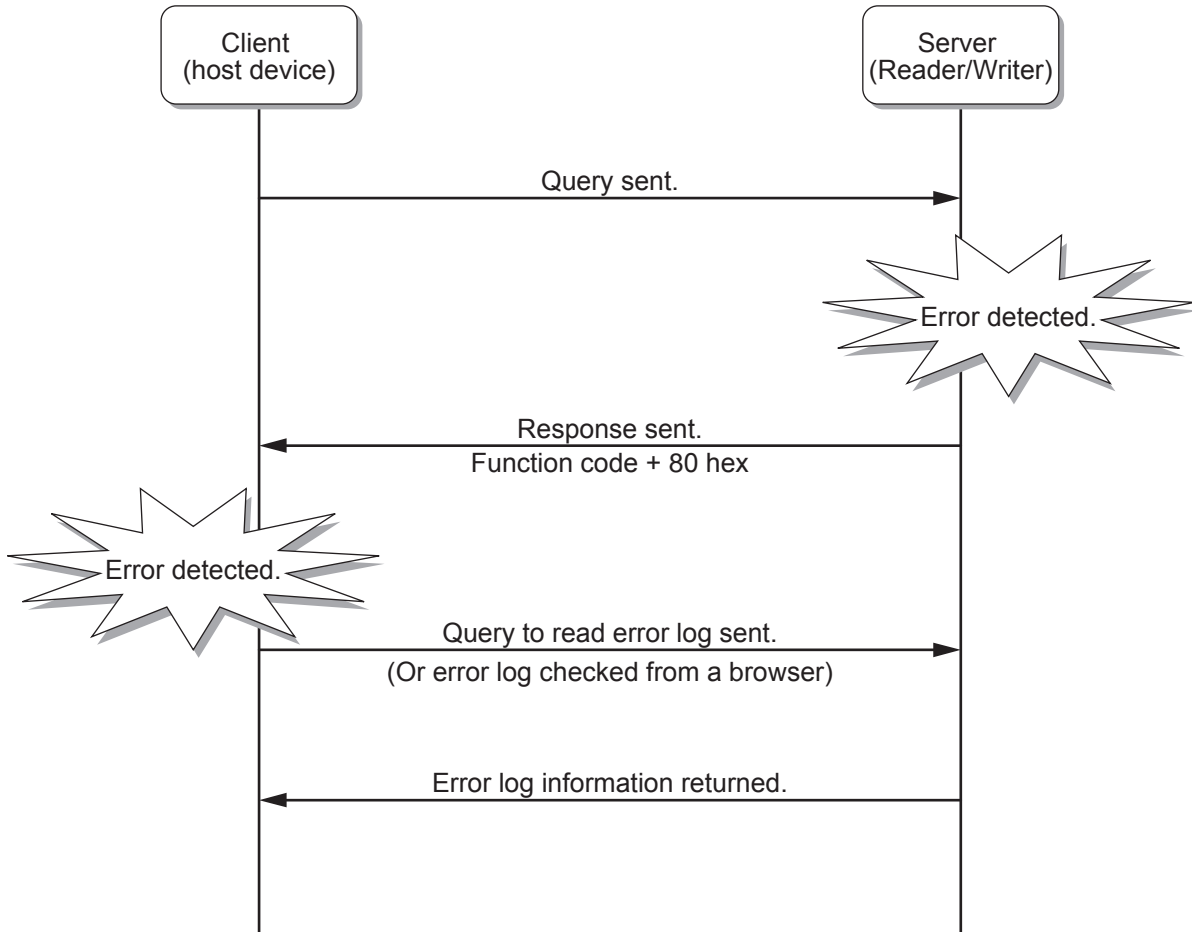 Client
(host device)
Server
(Reader/Writer)
Query sent.
Error detected.
Response sent.
Function code + 80 hex
Error detected.
Query to read error log sent.
(Or error log checked from a browser)
Error log information returned.